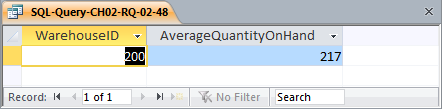 SQL-Query-CH02-RQ-02-48
WarehouseID AverageQuantityOnHand
200 217
Record: 1 of 1 No Filter Search